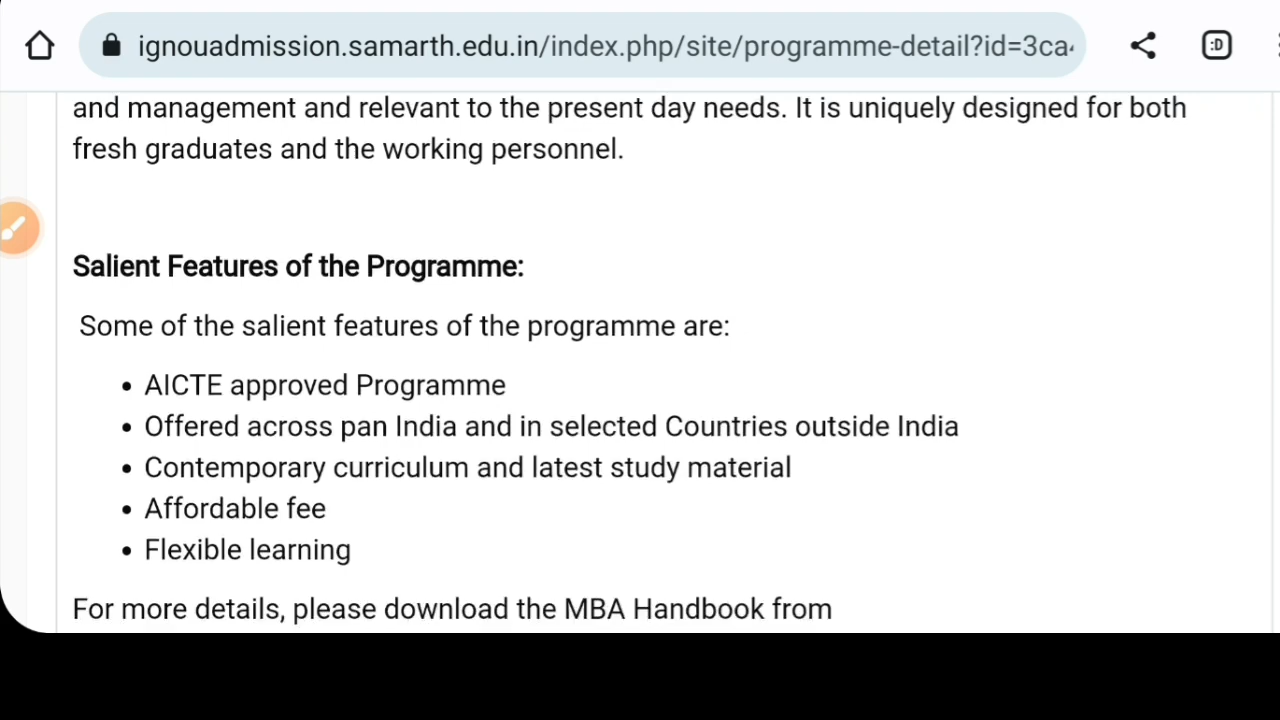 ignouadmission.samarth.edu.in/index.php/site/programme-detail?id=3ca
:D
and management and relevant to the present day needs. It is uniquely designed for both
fresh graduates and the working personnel.
Salient Features of the Programme:
Some of the salient features of the programme are:
• AICTE approved Programme
• Offered across pan India and in selected Countries outside India
• Contemporary curriculum and latest study material
• Affordable fee
• Flexible learning
For more details, please download the MBA Handbook from